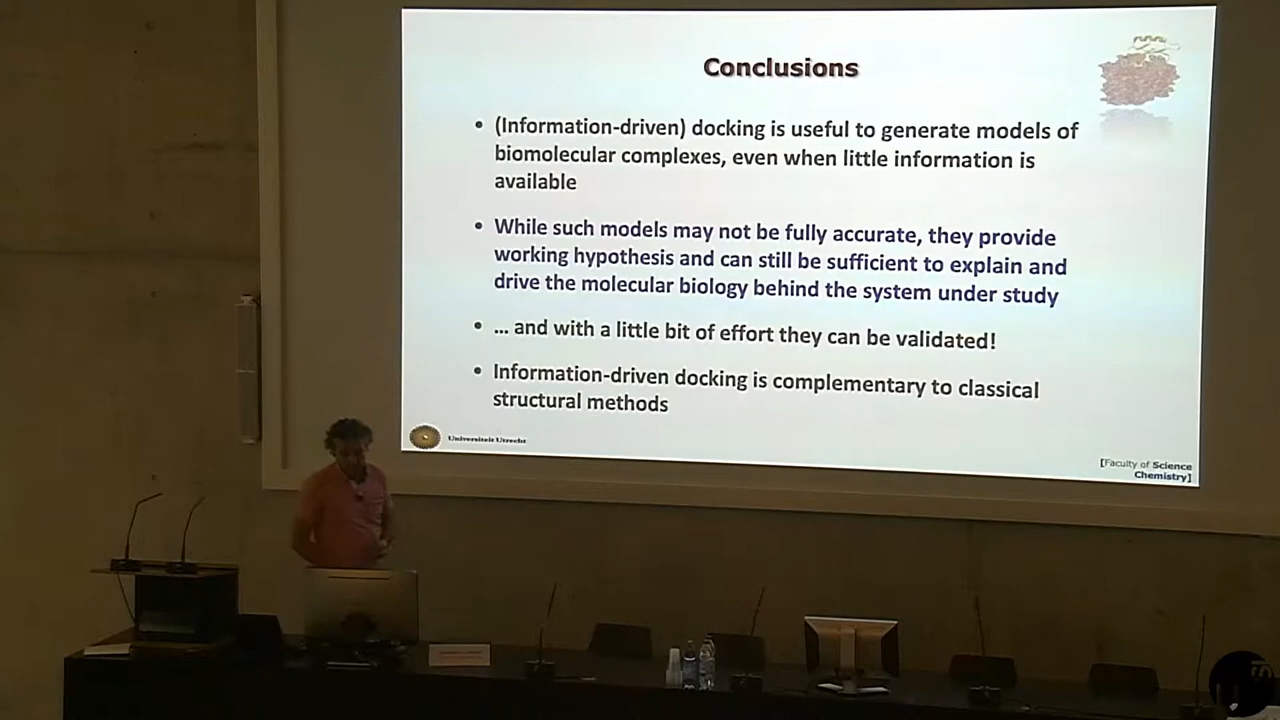 Conclusions
• (Information-driven) docking is useful to generate models of
biomolecular complexes, even when little information is
available
• While such models may not be fully accurate, they provide
working hypothesis and can still be sufficient to explain and
drive the molecular biology behind the system under study
• ... and with a little bit of effort they can be validated!
• Information-driven docking is complementary to classical
structural methods
Universiteit Utrecht
[Faculty of Science
Chemistry]